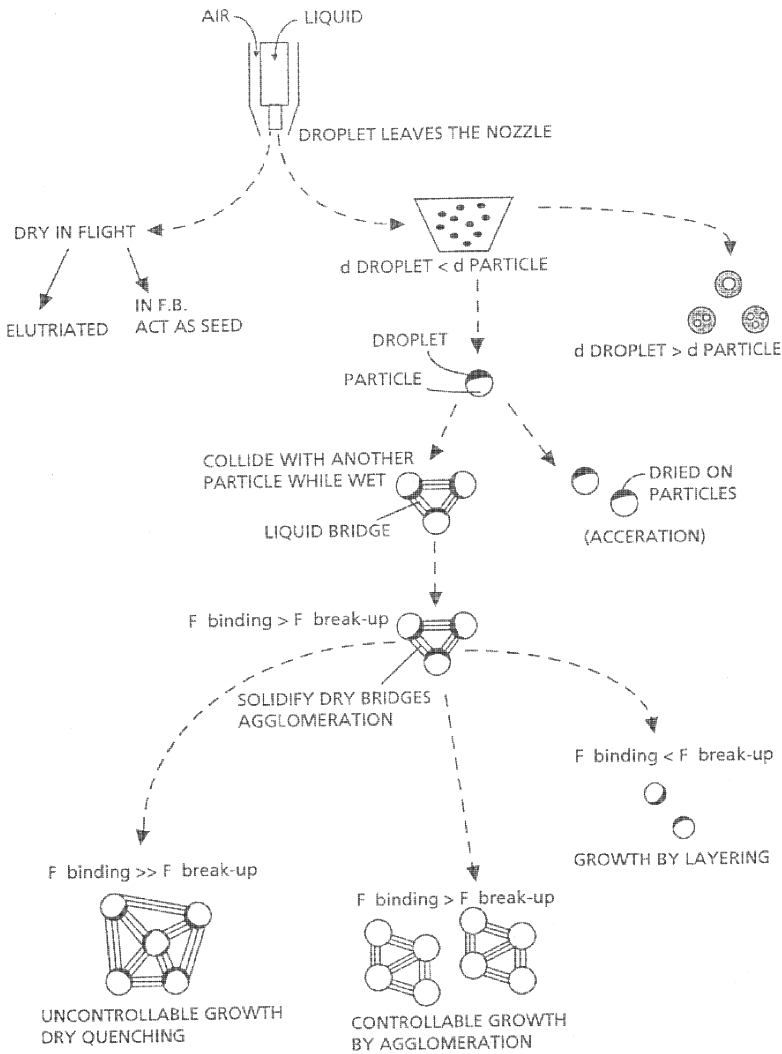 AIR
LIQUID
DROPLET LEAVES THE NOZZLE
DRY IN FLIGHT
d DROPLET < d PARTICLE
ELUTRIATED
IN F.B.
ACT AS SEED
d DROPLET > d PARTICLE
DROPLET
PARTICLE
COLLIDE WITH ANOTHER
PARTICLE WHILE WET
LIQUID BRIDGE
DRIED ON
PARTICLES
(ACCERATION)
F binding > F break-up
SOLIDIFY DRY BRIDGES
AGGLOMERATION
F binding < F break-up
GROWTH BY LAYERING
F binding >> F break-up
F binding > F break-up
UNCONTROLLABLE GROWTH
DRY QUENCHING
CONTROLLABLE GROWTH
BY AGGLOMERATION